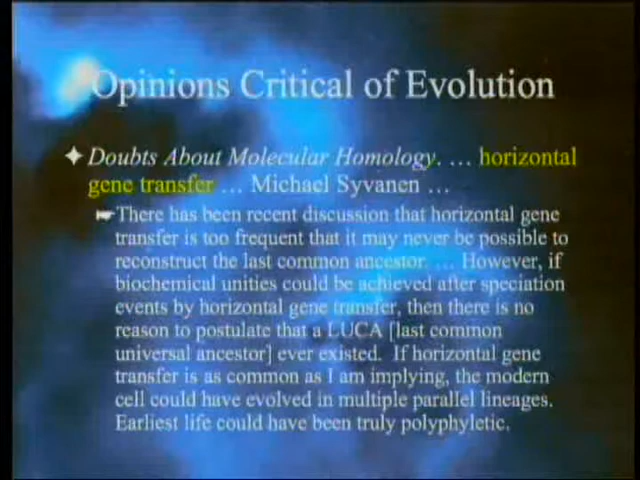 Opinions Critical of Evolution
Doubts About Molecular Homology. … horizontal
gene transfer … Michael Syvanen …
There has been recent discussion that horizontal gene
transfer is too frequent that it may never be possible to
reconstruct the last common ancestor. … However, if
biochemical unities could be achieved after speciation
events by horizontal gene transfer, then there is no
reason to postulate that a LUCA [last common
universal ancestor] ever existed.  If horizontal gene
transfer is as common as I am implying, the modern
cell could have evolved in multiple parallel lineages.
Earliest life could have been truly polyphyletic.